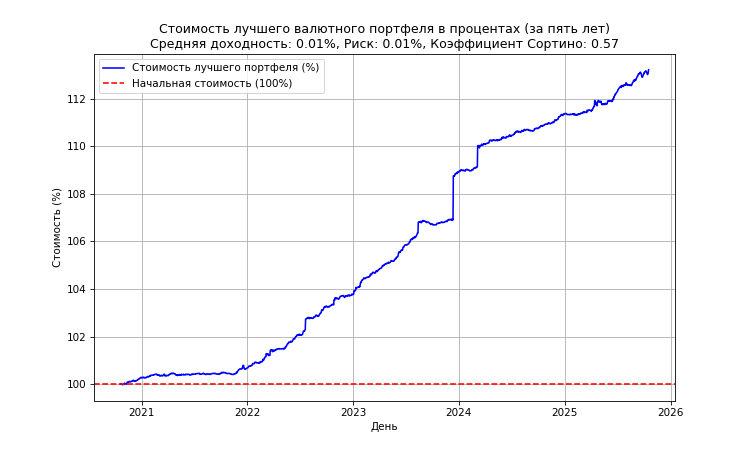 Стоимость лучшего валютного портфеля в процентах (за пять лет)
Средняя доходность: 0.01%, Риск: 0.01%, Коэффициент Сортино: 0.57
Стоимость лучшего портфеля (%)
Начальная стоимость (100%)
Стоимость (%)
112
110
108
106
104
102
100
2021 2022 2023 2024 2025 2026
День